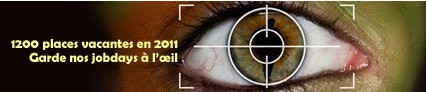 1200 places vacantes en 2011
Garde nos jobdays à l'œil